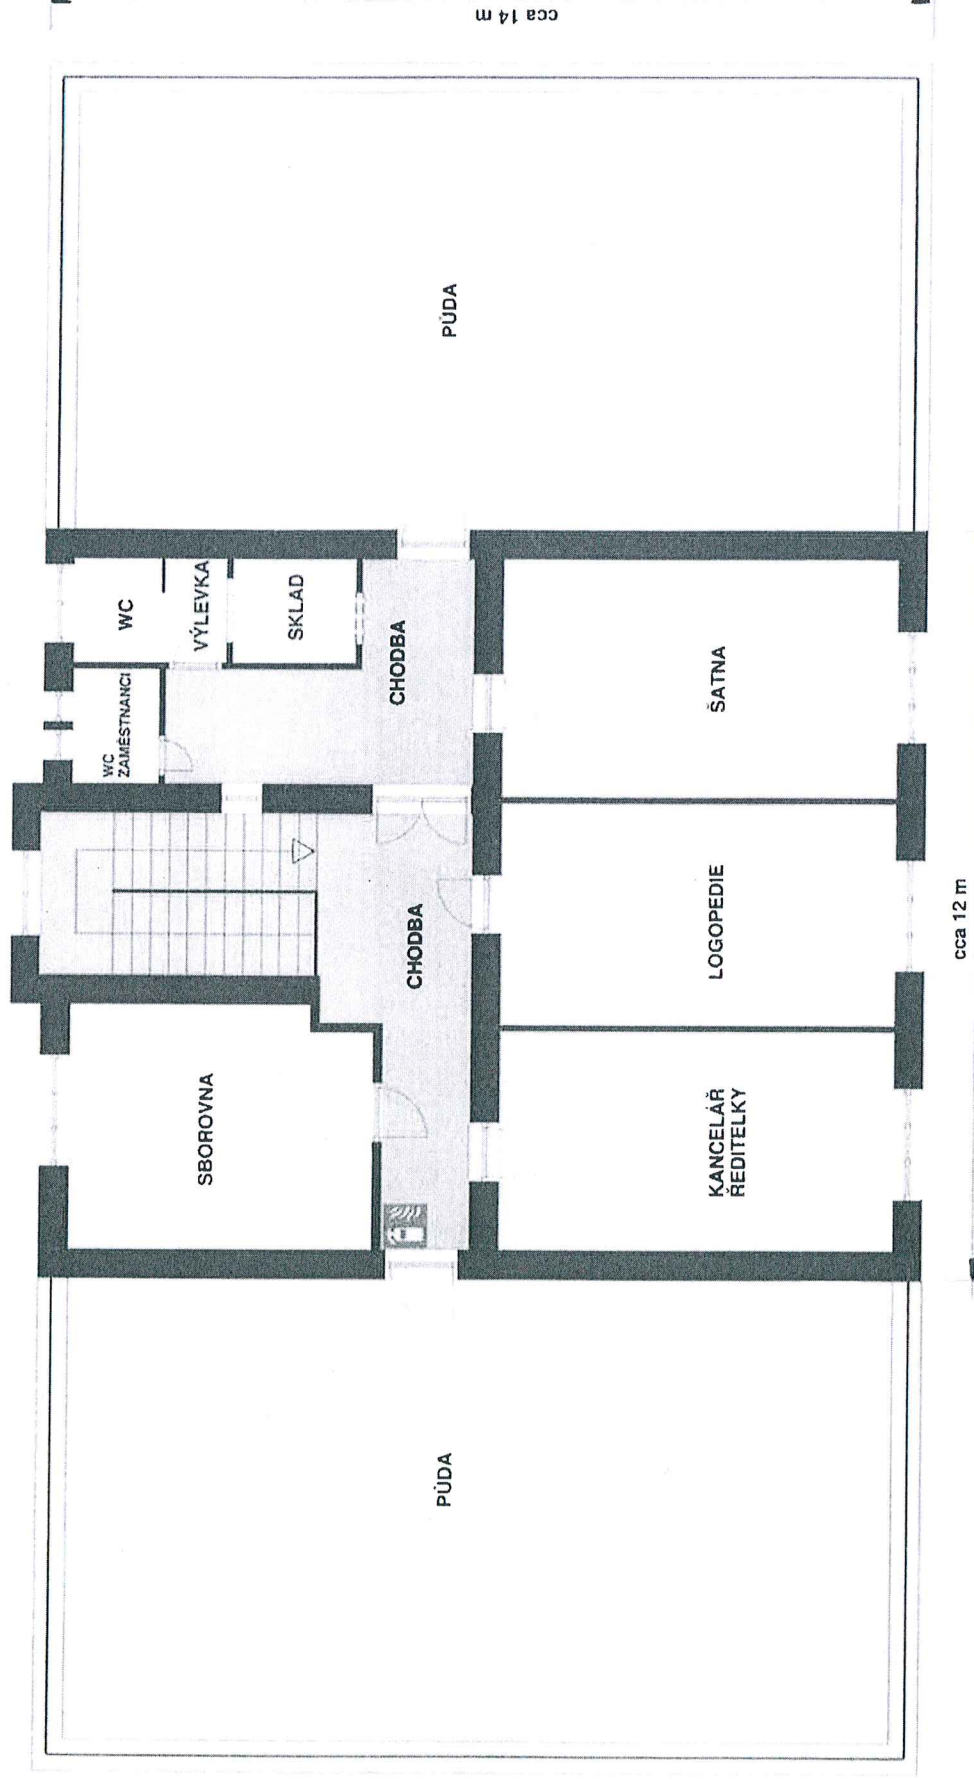 cca 14 m
PŮDA
WC
VÝLEVKA
SKLAD
WC
ZAMĚSTNANCI
CHODBA
ŠATNA
CHODBA
LOGOPEDIE
SBOROVNA
KANCELÁŘ
ŘEDITELKY
cca 12 m
PŮDA